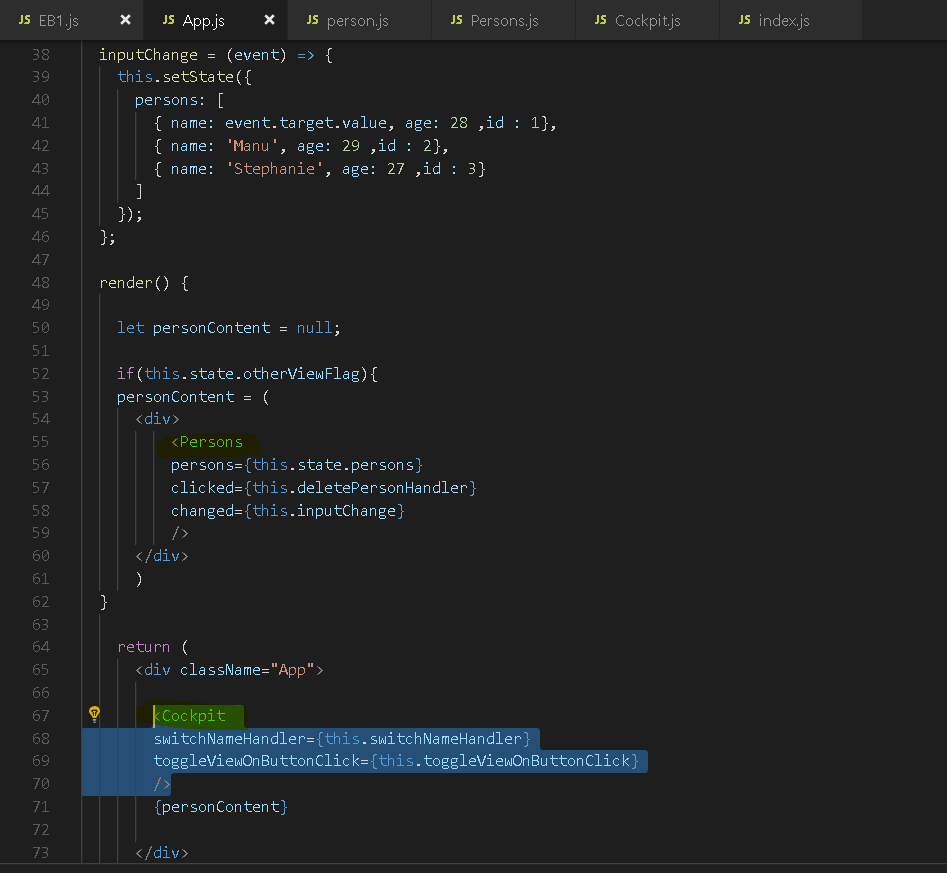 JS EB1.js × JS App.js × JS person.js JS Persons.js JS Cockpit.js JS index.js
38 inputChange = (event) => {
39 this.setState({
40 persons: [
41 { name: event.target.value, age: 28 ,id : 1},
42 { name: 'Manu', age: 29 ,id : 2},
43 { name: 'Stephanie', age: 27 ,id : 3}
44 ]
45 });
46 };
47
48 render() {
49
50 let personContent = null;
51
52 if(this.state.otherViewFlag){
53 personContent = (
54 <div>
55 <Persons
56 persons={this.state.persons}
57 clicked={this.deletePersonHandler}
58 changed={this.inputChange}
59 />
60 </div>
61 )
62 }
63
64 return (
65 <div className="App">
66
67 <Cockpit
68 switchNameHandler={this.switchNameHandler}
69 toggleViewOnButtonClick={this.toggleViewOnButtonClick}
70 />
71 {personContent}
72
73 </div>